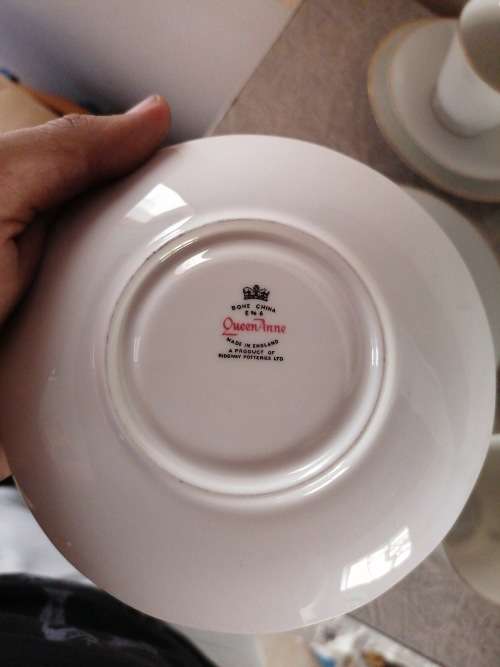 BONE CHINA
Queen Anne
MADE IN ENGLAND
A PRODUCT OF
RIDGWAY POTTERIES LTD